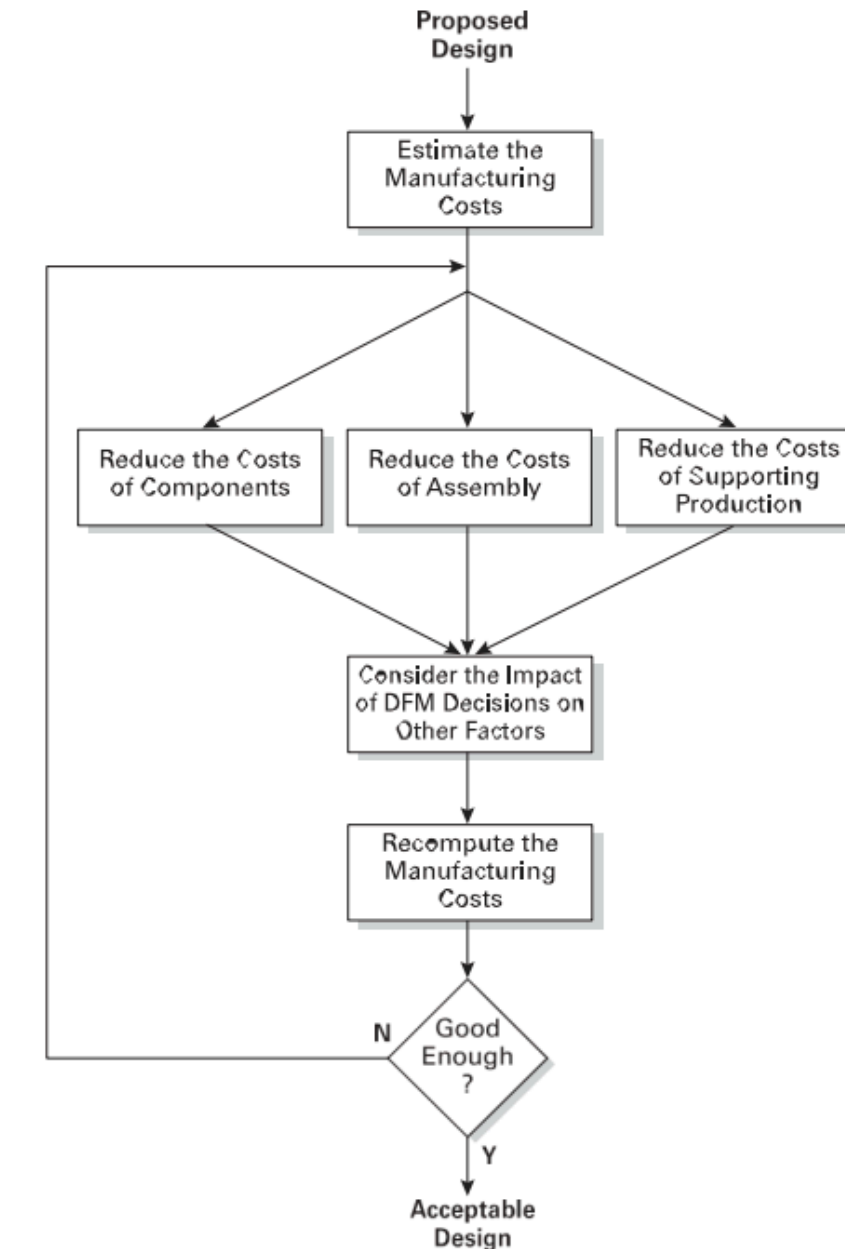 Proposed
Design
Estimate the
Manufacturing
Costs
Reduce the Costs
of Components
Reduce the Costs
of Assembly
Reduce the Costs
of Supporting
Production
Consider the Impact
of DFM Decisions on
Other Factors
Recompute the
Manufacturing
Costs
N
Good
Enough
?
Y
Acceptable
Design